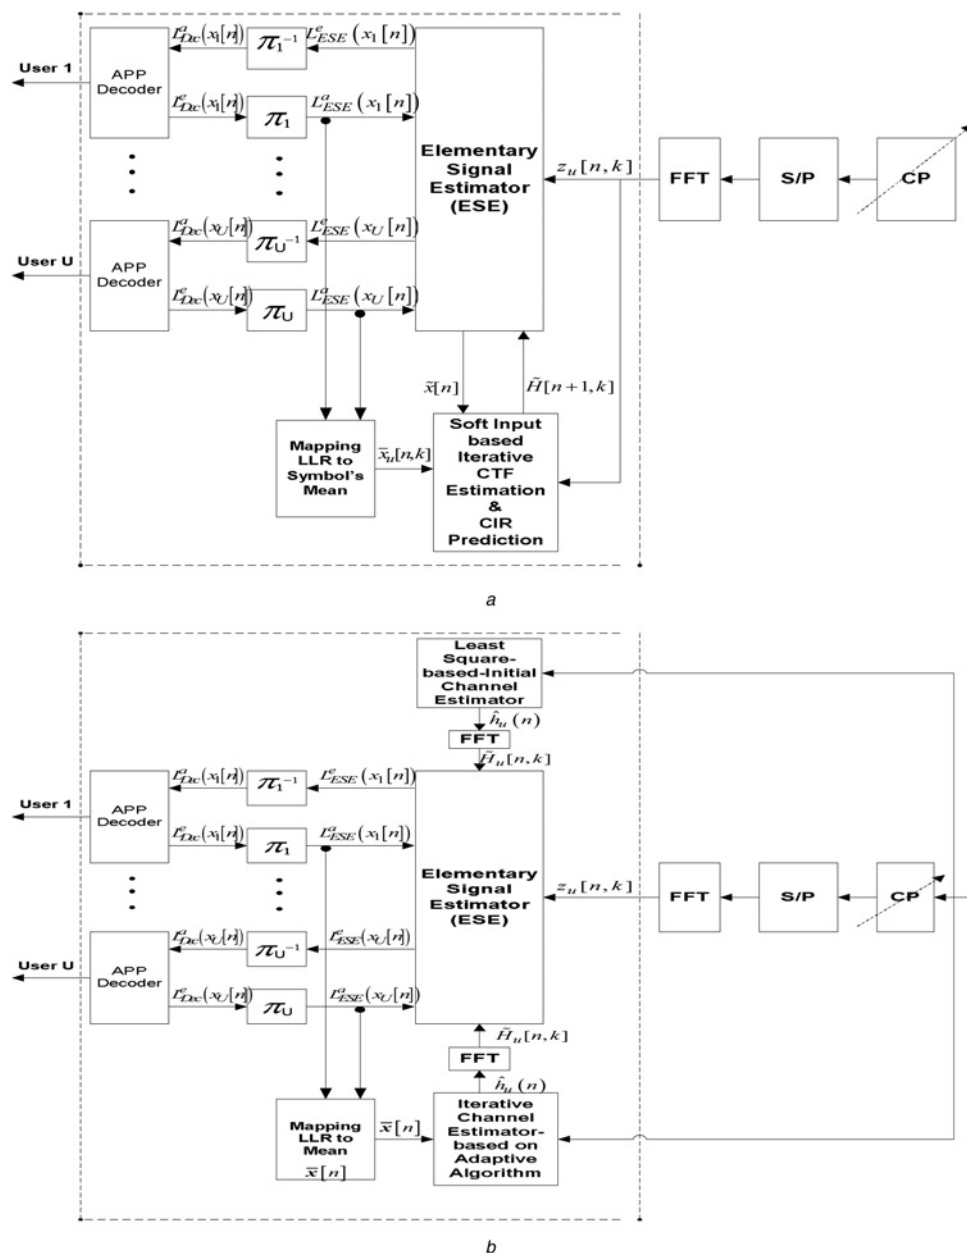 L^a_Dec(x_1[n]) π_1^{-1} L^e_ESE(x_1[n])
User 1
APP
Decoder
L^e_Dec(x_1[n]) π_1 L^a_ESE(x_1[n])
Elementary
Signal
Estimator
(ESE)
z_u[n,k]
FFT
S/P
CP
L^a_Dec(x_U[n]) π_U^{-1} L^e_ESE(x_U[n])
User U
APP
Decoder
L^e_Dec(x_U[n]) π_U L^a_ESE(x_U[n])
x̃[n]
H̃[n+1,k]
Mapping
LLR to
Symbol's
Mean
x̄_u[n,k]
Soft Input
based
Iterative
CTF
Estimation
&
CIR
Prediction
a
Least
Square-
based-Initial
Channel
Estimator
ĥ_u(n)
FFT
H̃_u[n,k]
L^a_Dec(x_1[n]) π_1^{-1} L^e_ESE(x_1[n])
User 1
APP
Decoder
L^e_Dec(x_1[n]) π_1 L^a_ESE(x_1[n])
Elementary
Signal
Estimator
(ESE)
z_u[n,k]
FFT
S/P
CP
L^a_Dec(x_U[n]) π_U^{-1} L^e_ESE(x_U[n])
User U
APP
Decoder
L^e_Dec(x_U[n]) π_U L^a_ESE(x_U[n])
H̃_u[n,k]
FFT
ĥ_u(n)
Mapping
LLR to
Mean
x̄[n]
x̄[n]
Iterative
Channel
Estimator-
based on
Adaptive
Algorithm
b